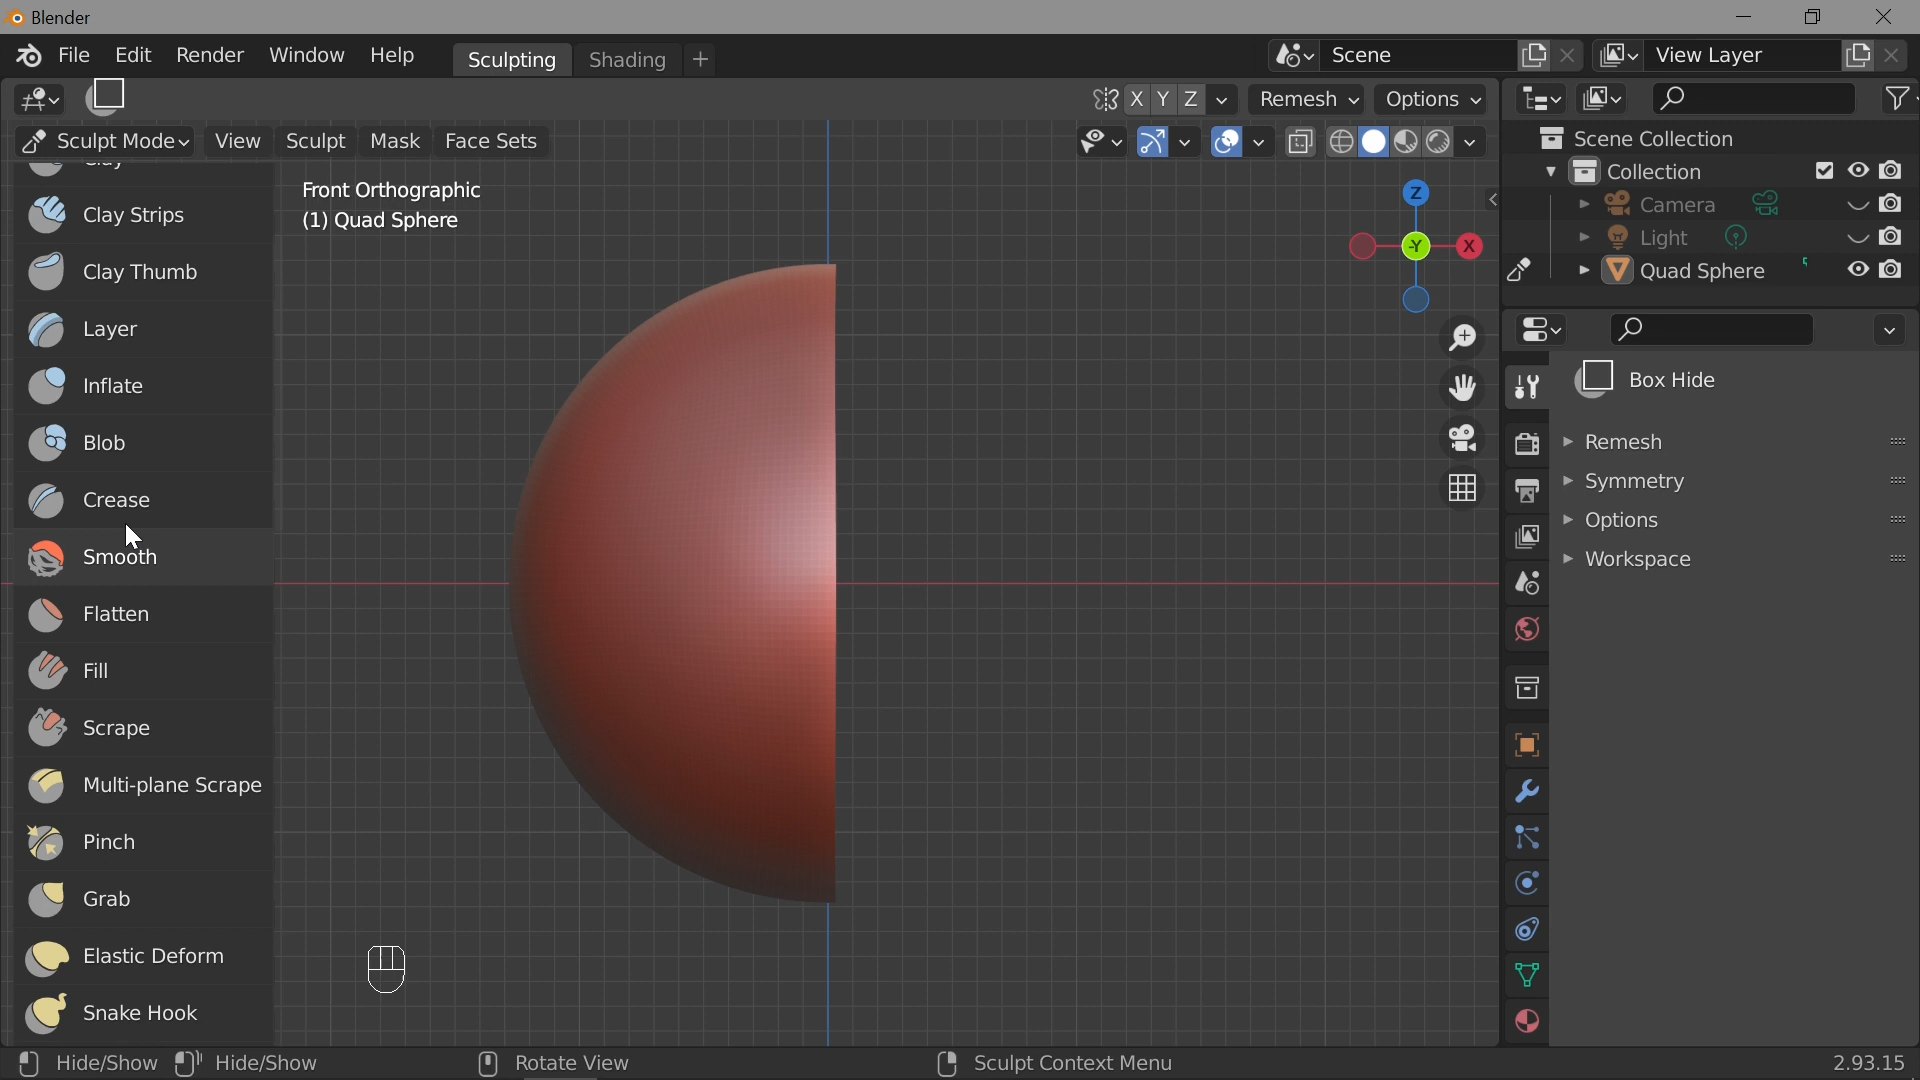 Blender
File Edit Render Window Help Sculpting Shading + Scene View Layer
X Y Z Remesh Options
Sculpt Mode View Sculpt Mask Face Sets
Scene Collection
Collection
Camera
Light
Quad Sphere
Front Orthographic
(1) Quad Sphere
Z
-Y X
Clay
Clay Strips
Clay Thumb
Layer
Inflate
Blob
Crease
Smooth
Flatten
Fill
Scrape
Multi-plane Scrape
Pinch
Grab
Elastic Deform
Snake Hook
Box Hide
Remesh
Symmetry
Options
Workspace
Hide/Show Hide/Show Rotate View Sculpt Context Menu 2.93.15